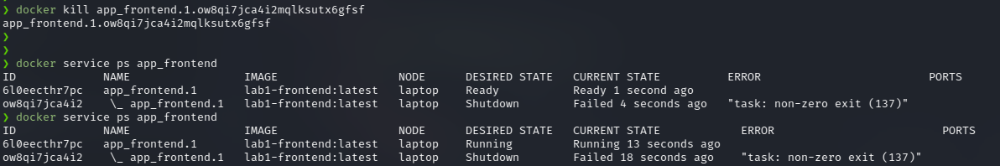 ❯ docker kill app_frontend.1.ow8qi7jca4i2mqlksutx6gfsf
app_frontend.1.ow8qi7jca4i2mqlksutx6gfsf
❯
❯
❯ docker service ps app_frontend
ID NAME IMAGE NODE DESIRED STATE CURRENT STATE ERROR PORTS
6l0eecthr7pc app_frontend.1 lab1-frontend:latest laptop Ready Ready 1 second ago
ow8qi7jca4i2 \_ app_frontend.1 lab1-frontend:latest laptop Shutdown Failed 4 seconds ago "task: non-zero exit (137)"
❯ docker service ps app_frontend
ID NAME IMAGE NODE DESIRED STATE CURRENT STATE ERROR PORTS
6l0eecthr7pc app_frontend.1 lab1-frontend:latest laptop Running Running 13 seconds ago
ow8qi7jca4i2 \_ app_frontend.1 lab1-frontend:latest laptop Shutdown Failed 18 seconds ago "task: non-zero exit (137)"